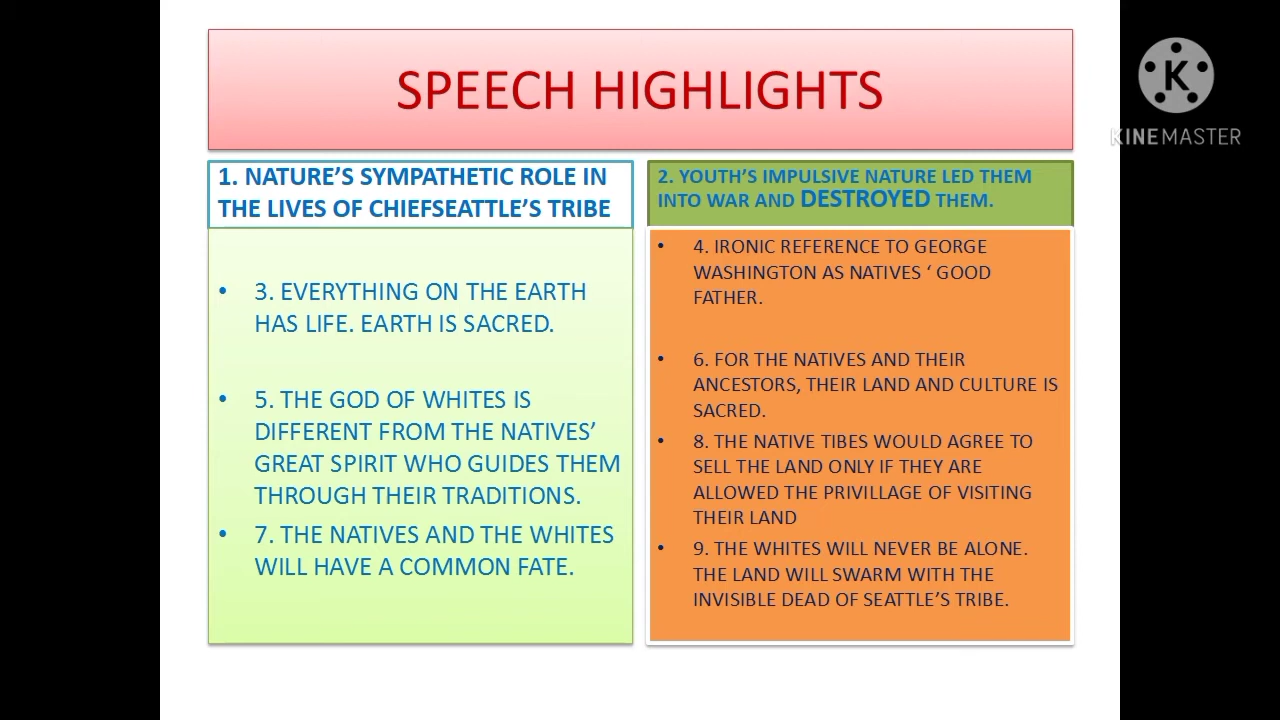 SPEECH HIGHLIGHTS
K
KINEMASTER
1. NATURE’S SYMPATHETIC ROLE IN
THE LIVES OF CHIEFSEATTLE’S TRIBE
• 3. EVERYTHING ON THE EARTH
HAS LIFE. EARTH IS SACRED.
• 5. THE GOD OF WHITES IS
DIFFERENT FROM THE NATIVES’
GREAT SPIRIT WHO GUIDES THEM
THROUGH THEIR TRADITIONS.
• 7. THE NATIVES AND THE WHITES
WILL HAVE A COMMON FATE.
2. YOUTH’S IMPULSIVE NATURE LED THEM
INTO WAR AND DESTROYED THEM.
• 4. IRONIC REFERENCE TO GEORGE
WASHINGTON AS NATIVES ‘ GOOD
FATHER.
• 6. FOR THE NATIVES AND THEIR
ANCESTORS, THEIR LAND AND CULTURE IS
SACRED.
• 8. THE NATIVE TIBES WOULD AGREE TO
SELL THE LAND ONLY IF THEY ARE
ALLOWED THE PRIVILLAGE OF VISITING
THEIR LAND
• 9. THE WHITES WILL NEVER BE ALONE.
THE LAND WILL SWARM WITH THE
INVISIBLE DEAD OF SEATTLE’S TRIBE.